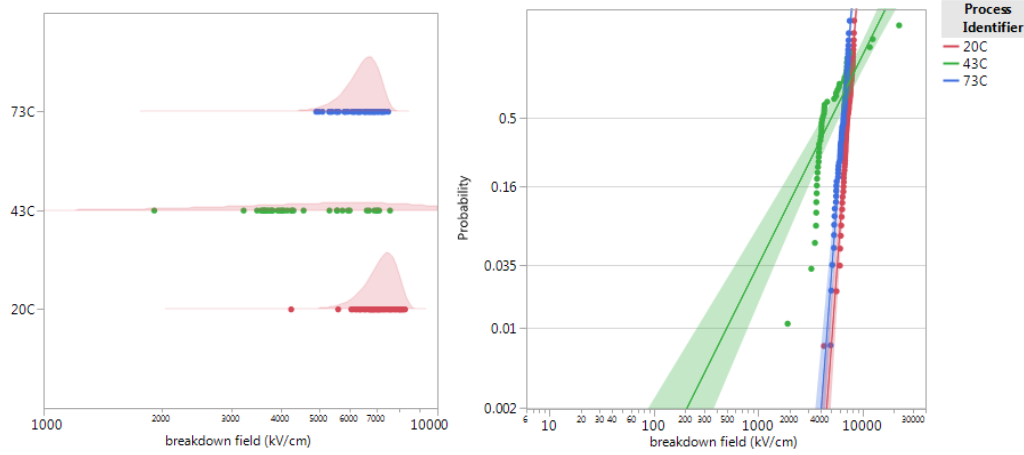 73C
43C
20C
1000
2000
3000
4000
5000
6000
7000
10000
breakdown field (kV/cm)
Probability
0.5
0.16
0.035
0.01
0.002
6
10
20
30
40
100
200
300
500
1000
2000
4000
10000
30000
breakdown field (kV/cm)
Process
Identifier
20C
43C
73C